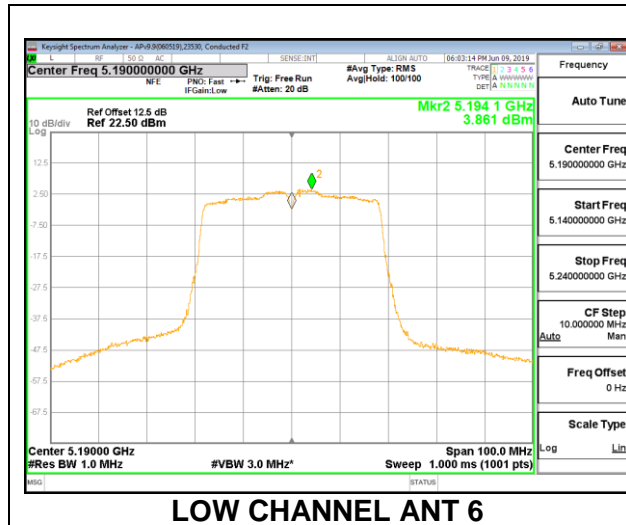 Keysight Spectrum Analyzer - APv9.9(060519),23530, Conducted F2
L RF 50 Ω AC SENSE:INT ALIGN AUTO 06:03:14 PM Jun 09, 2019
Center Freq 5.190000000 GHz
NFE
PNO: Fast
IFGain:Low
Trig: Free Run
#Atten: 20 dB
#Avg Type: RMS
Avg|Hold: 100/100
TRACE 1 2 3 4 5 6
TYPE A WWWWW
DET A N N N N N
Frequency
Auto Tune
Center Freq
5.190000000 GHz
Start Freq
5.140000000 GHz
Stop Freq
5.240000000 GHz
CF Step
10.000000 MHz
Auto Man
Freq Offset
0 Hz
Scale Type
Log Lin
Ref Offset 12.5 dB
10 dB/div Ref 22.50 dBm
Log
Mkr2 5.194 1 GHz
3.861 dBm
2
12.5
2.50
-7.50
-17.5
-27.5
-37.5
-47.5
-57.5
-67.5
Center 5.19000 GHz Span 100.0 MHz
#Res BW 1.0 MHz #VBW 3.0 MHz* Sweep 1.000 ms (1001 pts)
MSG STATUS
LOW CHANNEL ANT 6